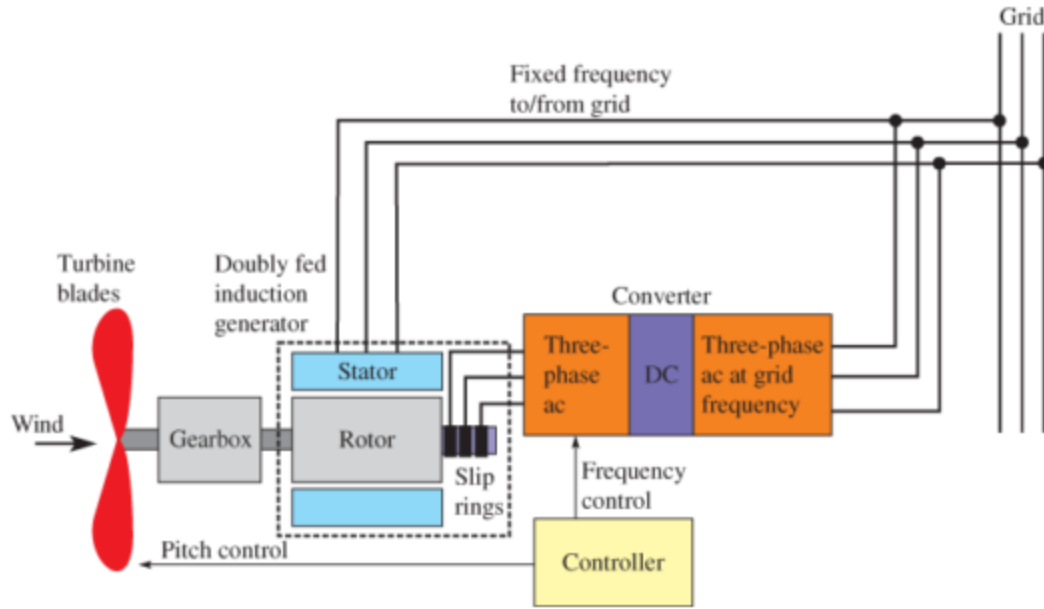 Grid
Fixed frequency
to/from grid
Turbine
blades
Doubly fed
induction
generator
Converter
Stator
Three-
phase
ac
DC
Three-phase
ac at grid
frequency
Wind
Gearbox
Rotor
Slip
rings
Frequency
control
Pitch control
Controller